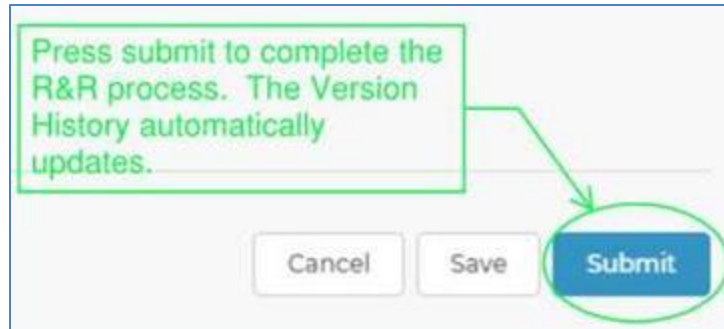 Press submit to complete the
R&R process.  The Version
History automatically
updates.
Cancel Save Submit